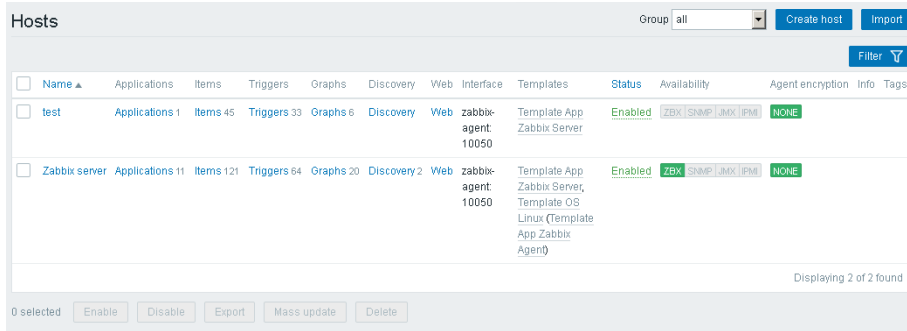 Hosts
Group all Create host Import
Filter
Name Applications Items Triggers Graphs Discovery Web Interface Templates Status Availability Agent encryption Info Tags
test Applications 1 Items 45 Triggers 33 Graphs 6 Discovery Web zabbix- Template App Enabled ZBX SNMP JMX IPMI NONE
agent: Zabbix Server
10050
Zabbix server Applications 11 Items 121 Triggers 64 Graphs 20 Discovery 2 Web zabbix- Template App Enabled ZBX SNMP JMX IPMI NONE
agent: Zabbix Server,
10050 Template OS
Linux (Template
App Zabbix
Agent)
Displaying 2 of 2 found
0 selected Enable Disable Export Mass update Delete